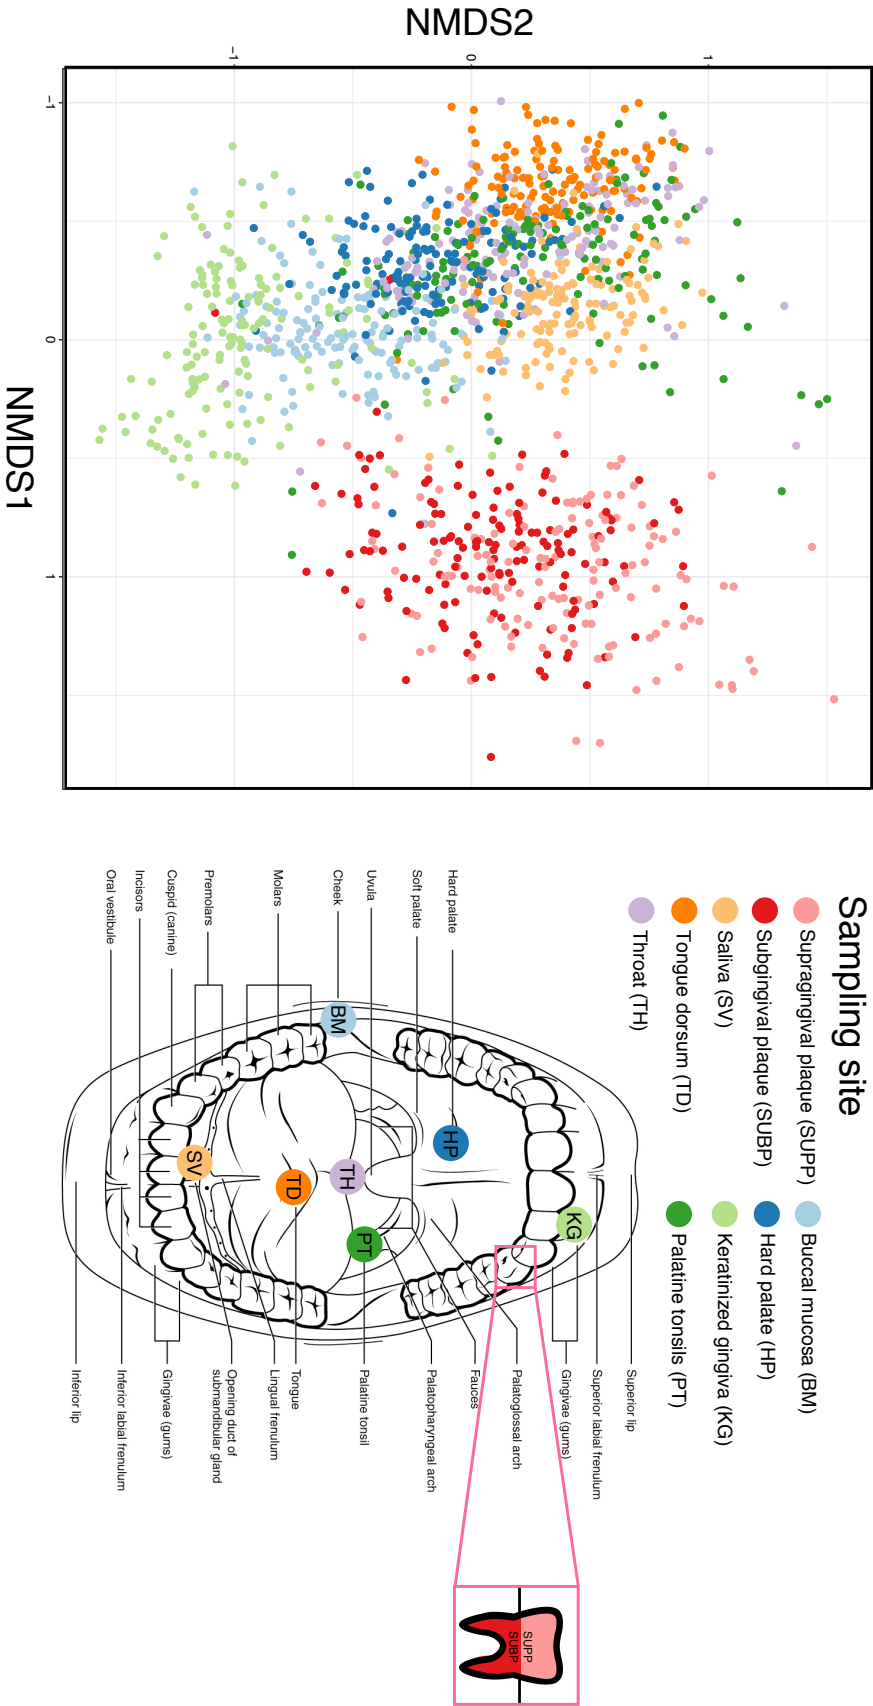 NMDS2
1
0
−1
−1
0
1
NMDS1
Sampling site
Supragingival plaque (SUPP)
Subgingival plaque (SUBP)
Saliva (SV)
Tongue dorsum (TD)
Throat (TH)
Buccal mucosa (BM)
Hard palate (HP)
Keratinized gingiva (KG)
Palatine tonsils (PT)
Hard palate
Soft palate
Uvula
Cheek
Molars
Premolars
Cuspid (canine)
Incisors
Oral vestibule
Superior lip
Superior labial frenulum
Gingivae (gums)
Palatoglossal arch
Fauces
Palatopharyngeal arch
Palatine tonsil
Tongue
Lingual frenulum
Opening duct of
submandibular gland
Gingivae (gums)
Inferior labial frenulum
Inferior lip
KG
HP
PT
TH
BM
TD
SV
SUPP
SUBP